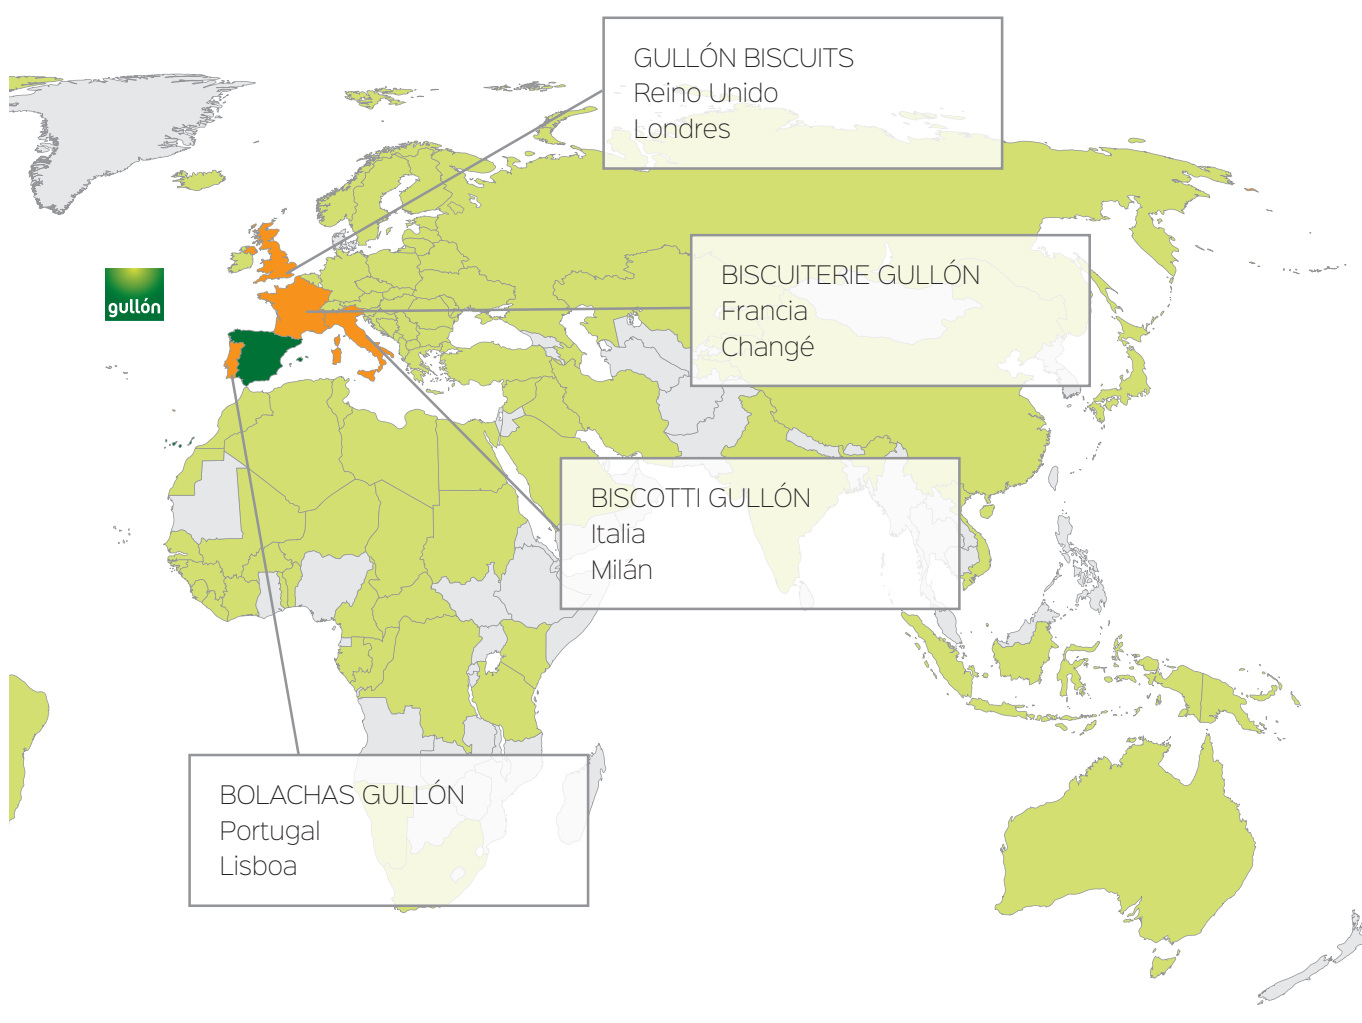 GULLÓN BISCUITS
Reino Unido
Londres
BISCUITERIE GULLÓN
Francia
Changé
gullón
BISCOTTI GULLÓN
Italia
Milán
BOLACHAS GULLÓN
Portugal
Lisboa